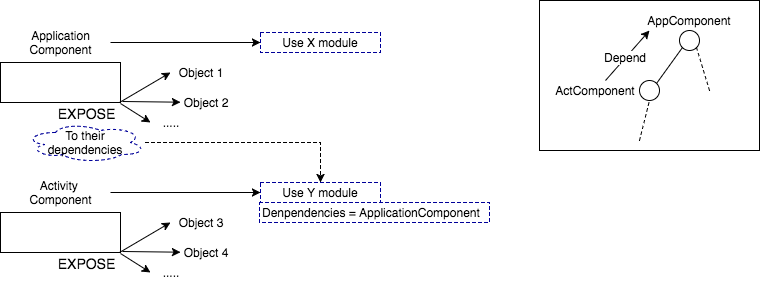 Application
Component
Use X module
Object 1
Object 2
EXPOSE
.....
To their
dependencies
Activity
Component
Use Y module
Denpendencies = ApplicationComponent
Object 3
Object 4
EXPOSE
.....
AppComponent
Depend
ActComponent